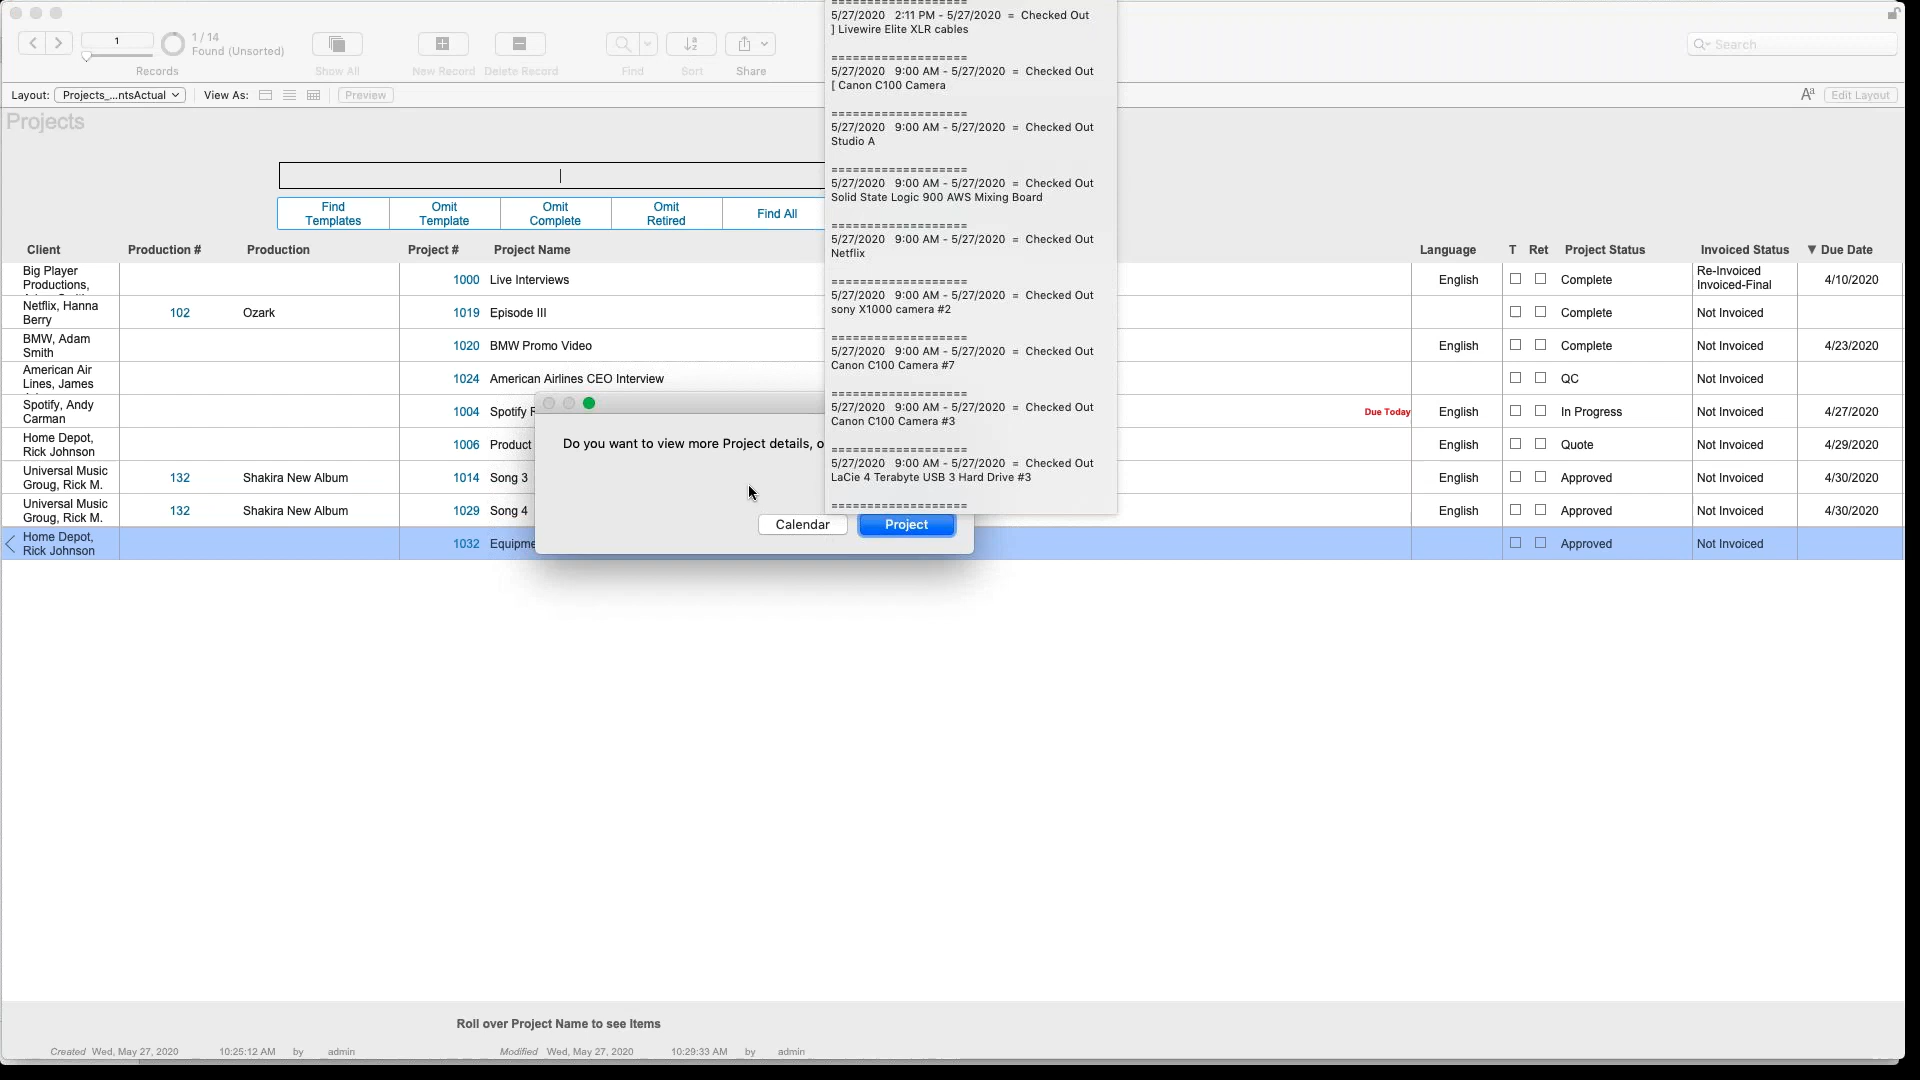 1
1 / 14
Found (Unsorted)
Records
Show All
New Record
Delete Record
Find
Sort
Share
Search
Layout:
Projects_...ntsActual
View As:
Preview
Aª
Edit Layout
Projects
Find
Templates
Omit
Template
Omit
Complete
Omit
Retired
Find All
===================
5/27/2020 2:11 PM - 5/27/2020 = Checked Out
] Livewire Elite XLR cables
===================
5/27/2020 9:00 AM - 5/27/2020 = Checked Out
[ Canon C100 Camera
===================
5/27/2020 9:00 AM - 5/27/2020 = Checked Out
Studio A
===================
5/27/2020 9:00 AM - 5/27/2020 = Checked Out
Solid State Logic 900 AWS Mixing Board
===================
5/27/2020 9:00 AM - 5/27/2020 = Checked Out
Netflix
===================
5/27/2020 9:00 AM - 5/27/2020 = Checked Out
sony X1000 camera #2
===================
5/27/2020 9:00 AM - 5/27/2020 = Checked Out
Canon C100 Camera #7
===================
5/27/2020 9:00 AM - 5/27/2020 = Checked Out
Canon C100 Camera #3
===================
5/27/2020 9:00 AM - 5/27/2020 = Checked Out
LaCie 4 Terabyte USB 3 Hard Drive #3
===================
Client Production # Production Project # Project Name Language T Ret Project Status Invoiced Status Due Date
Big Player
Productions,
1000 Live Interviews English Complete
Re-Invoiced
Invoiced-Final
4/10/2020
Netflix, Hanna
Berry
102 Ozark 1019 Episode III Complete Not Invoiced
BMW, Adam
Smith
1020 BMW Promo Video English Complete Not Invoiced 4/23/2020
American Air
Lines, James
1024 American Airlines CEO Interview QC Not Invoiced
Spotify, Andy
Carman
1004 Spotify Due Today English In Progress Not Invoiced 4/27/2020
Home Depot,
Rick Johnson
1006 Product English Quote Not Invoiced 4/29/2020
Universal Music
Groug, Rick M.
132 Shakira New Album 1014 Song 3 English Approved Not Invoiced 4/30/2020
Universal Music
Groug, Rick M.
132 Shakira New Album 1029 Song 4 English Approved Not Invoiced 4/30/2020
Home Depot,
Rick Johnson
1032 Equipme Approved Not Invoiced
Do you want to view more Project details, o
Calendar
Project
Roll over Project Name to see Items
Created Wed, May 27, 2020 10:25:12 AM by admin
Modified Wed, May 27, 2020 10:29:33 AM by admin